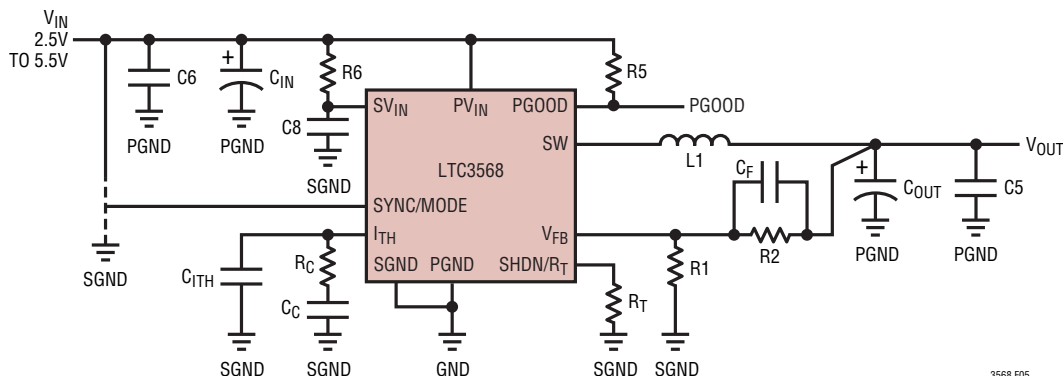 VIN
2.5V
TO 5.5V
C6
CIN
R6
R5
PGND
PGND
C8
SGND
SVIN
PVIN
PGOOD
PGOOD
SW
L1
VOUT
LTC3568
CF
COUT
C5
SYNC/MODE
ITH
VFB
R2
PGND
PGND
SGND
CITH
RC
CC
SGND
PGND
SHDN/RT
RT
R1
SGND
SGND
GND
SGND
SGND
3568 F05
+
+